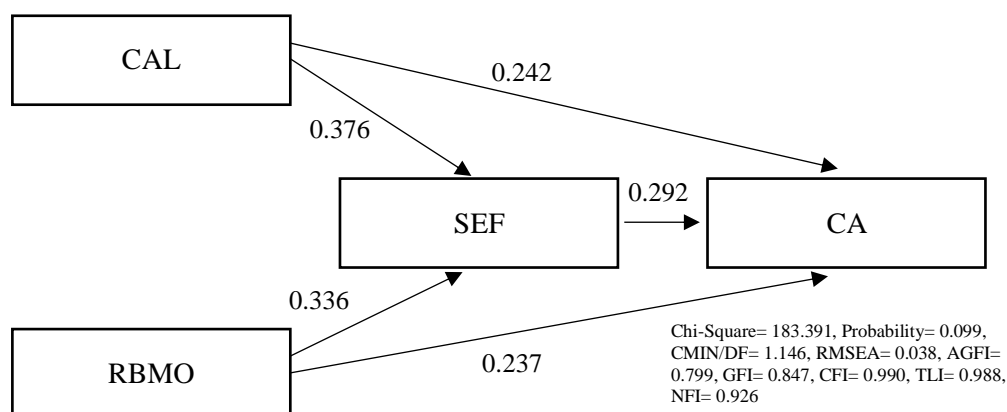 CAL
0.242
0.376
0.292
SEF
CA
0.336
RBMO
0.237
Chi-Square= 183.391, Probability= 0.099,
CMIN/DF= 1.146, RMSEA= 0.038, AGFI=
0.799, GFI= 0.847, CFI= 0.990, TLI= 0.988,
NFI= 0.926